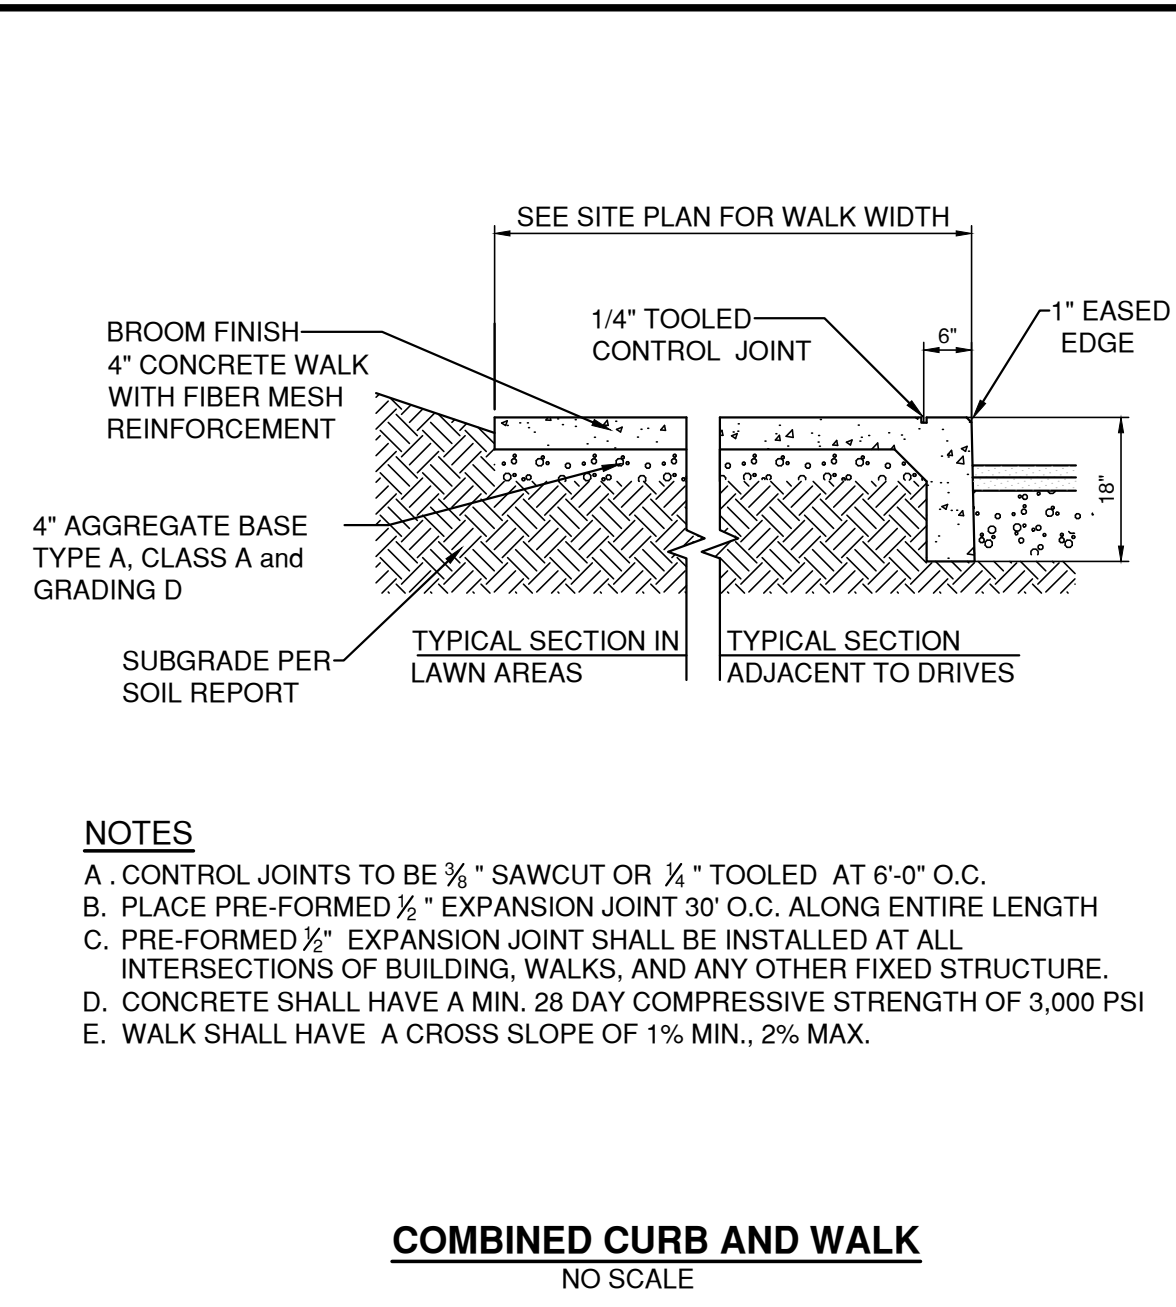 SEE SITE PLAN FOR WALK WIDTH
BROOM FINISH
4" CONCRETE WALK
WITH FIBER MESH
REINFORCEMENT
1/4" TOOLED
CONTROL JOINT
6"
1" EASED
EDGE
18"
4" AGGREGATE BASE
TYPE A, CLASS A and
GRADING D
SUBGRADE PER
SOIL REPORT
TYPICAL SECTION IN
LAWN AREAS
TYPICAL SECTION
ADJACENT TO DRIVES
NOTES
A . CONTROL JOINTS TO BE 3/8 " SAWCUT OR 1/4 " TOOLED AT 6'-0" O.C.
B. PLACE PRE-FORMED 1/2 " EXPANSION JOINT 30' O.C. ALONG ENTIRE LENGTH
C. PRE-FORMED 1/2" EXPANSION JOINT SHALL BE INSTALLED AT ALL
INTERSECTIONS OF BUILDING, WALKS, AND ANY OTHER FIXED STRUCTURE.
D. CONCRETE SHALL HAVE A MIN. 28 DAY COMPRESSIVE STRENGTH OF 3,000 PSI
E. WALK SHALL HAVE A CROSS SLOPE OF 1% MIN., 2% MAX.
COMBINED CURB AND WALK
NO SCALE